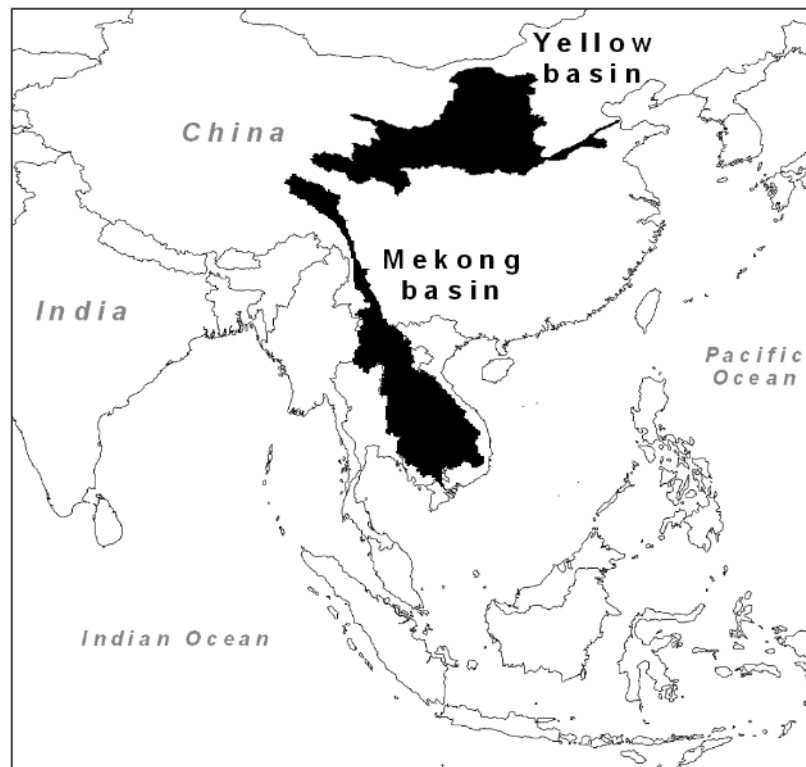 Yellow
basin
China
Mekong
basin
India
Pacific
Ocean
Indian Ocean